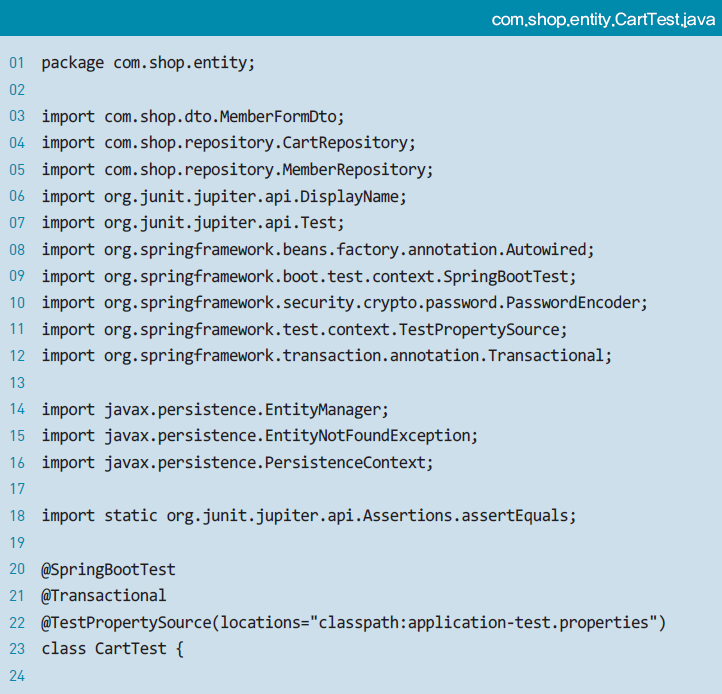 com.shop.entity.CartTest.java
01 package com.shop.entity;
02
03 import com.shop.dto.MemberFormDto;
04 import com.shop.repository.CartRepository;
05 import com.shop.repository.MemberRepository;
06 import org.junit.jupiter.api.DisplayName;
07 import org.junit.jupiter.api.Test;
08 import org.springframework.beans.factory.annotation.Autowired;
09 import org.springframework.boot.test.context.SpringBootTest;
10 import org.springframework.security.crypto.password.PasswordEncoder;
11 import org.springframework.test.context.TestPropertySource;
12 import org.springframework.transaction.annotation.Transactional;
13
14 import javax.persistence.EntityManager;
15 import javax.persistence.EntityNotFoundException;
16 import javax.persistence.PersistenceContext;
17
18 import static org.junit.jupiter.api.Assertions.assertEquals;
19
20 @SpringBootTest
21 @Transactional
22 @TestPropertySource(locations="classpath:application-test.properties")
23 class CartTest {
24